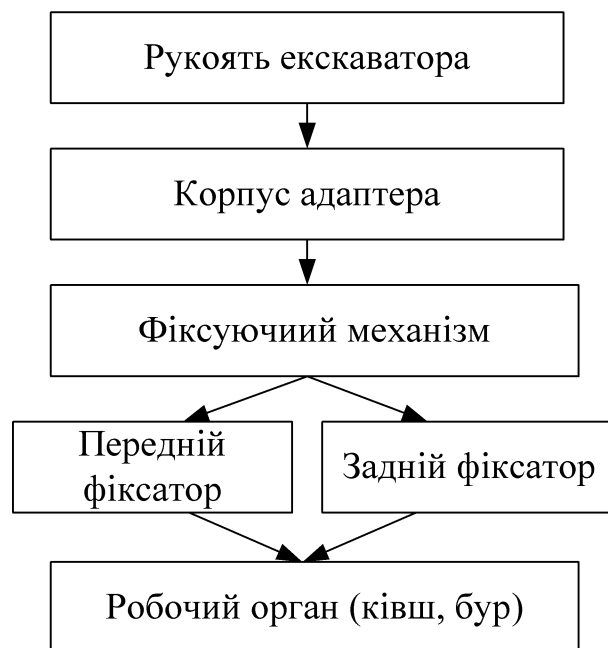 Рукоять екскаватора
Корпус адаптера
Фіксуючиий механізм
Передній
фіксатор
Задній фіксатор
Робочий орган (ківш, бур)